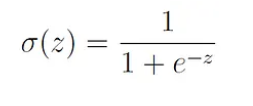 σ(z) = 1 / (1 + e^{-z})